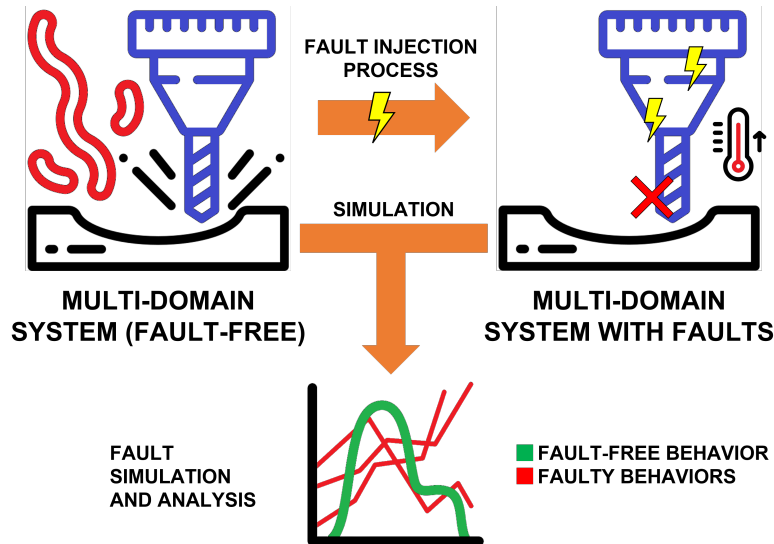 FAULT INJECTION
PROCESS
SIMULATION
MULTI-DOMAIN
SYSTEM (FAULT-FREE)
MULTI-DOMAIN
SYSTEM WITH FAULTS
FAULT
SIMULATION
AND ANALYSIS
FAULT-FREE BEHAVIOR
FAULTY BEHAVIORS